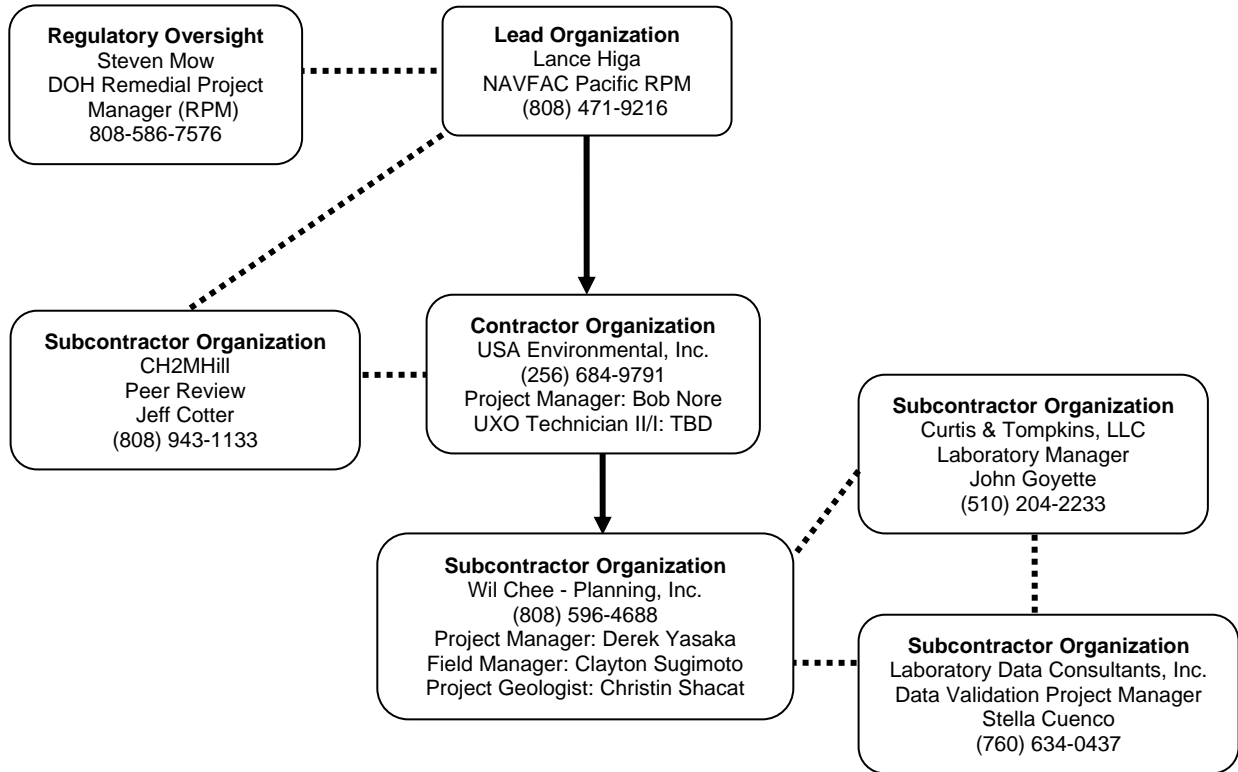 Regulatory Oversight
Steven Mow
DOH Remedial Project
Manager (RPM)
808-586-7576
Lead Organization
Lance Higa
NAVFAC Pacific RPM
(808) 471-9216
Subcontractor Organization
CH2MHill
Peer Review
Jeff Cotter
(808) 943-1133
Contractor Organization
USA Environmental, Inc.
(256) 684-9791
Project Manager: Bob Nore
UXO Technician II/I: TBD
Subcontractor Organization
Curtis & Tompkins, LLC
Laboratory Manager
John Goyette
(510) 204-2233
Subcontractor Organization
Wil Chee - Planning, Inc.
(808) 596-4688
Project Manager: Derek Yasaka
Field Manager: Clayton Sugimoto
Project Geologist: Christin Shacat
Subcontractor Organization
Laboratory Data Consultants, Inc.
Data Validation Project Manager
Stella Cuenco
(760) 634-0437